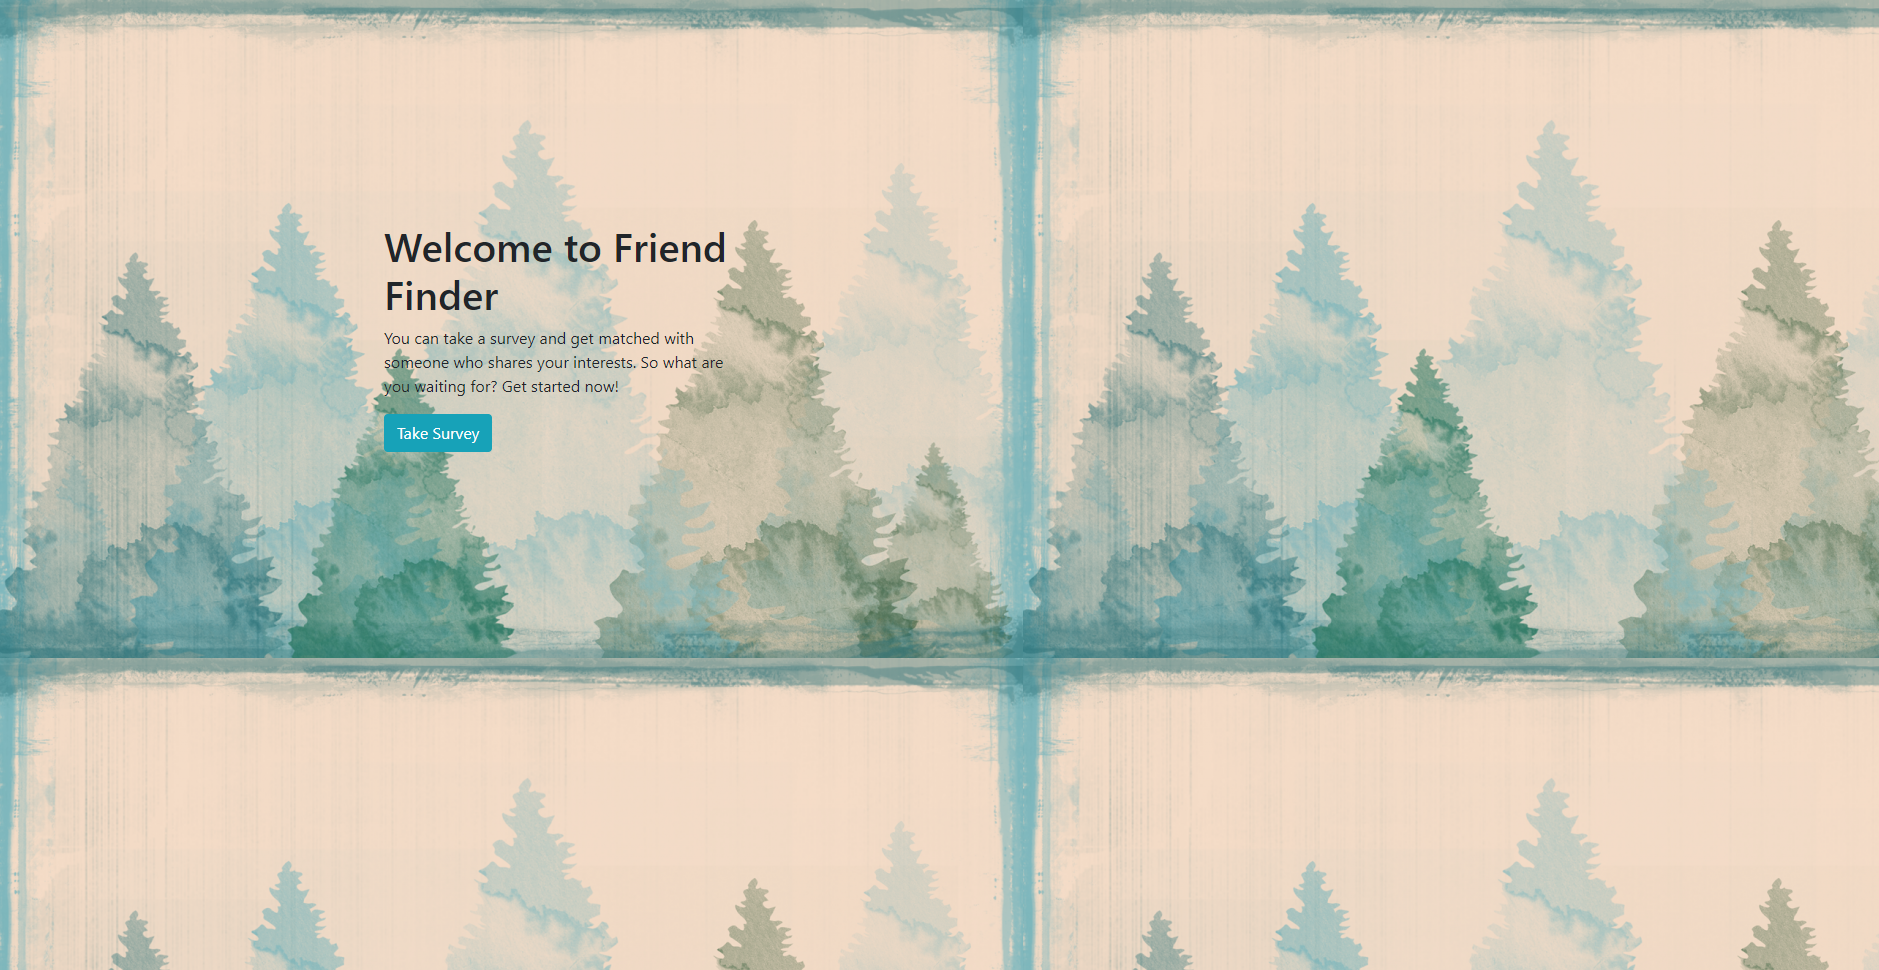 Welcome to Friend
Finder
You can take a survey and get matched with
someone who shares your interests. So what are
you waiting for? Get started now!
Take Survey